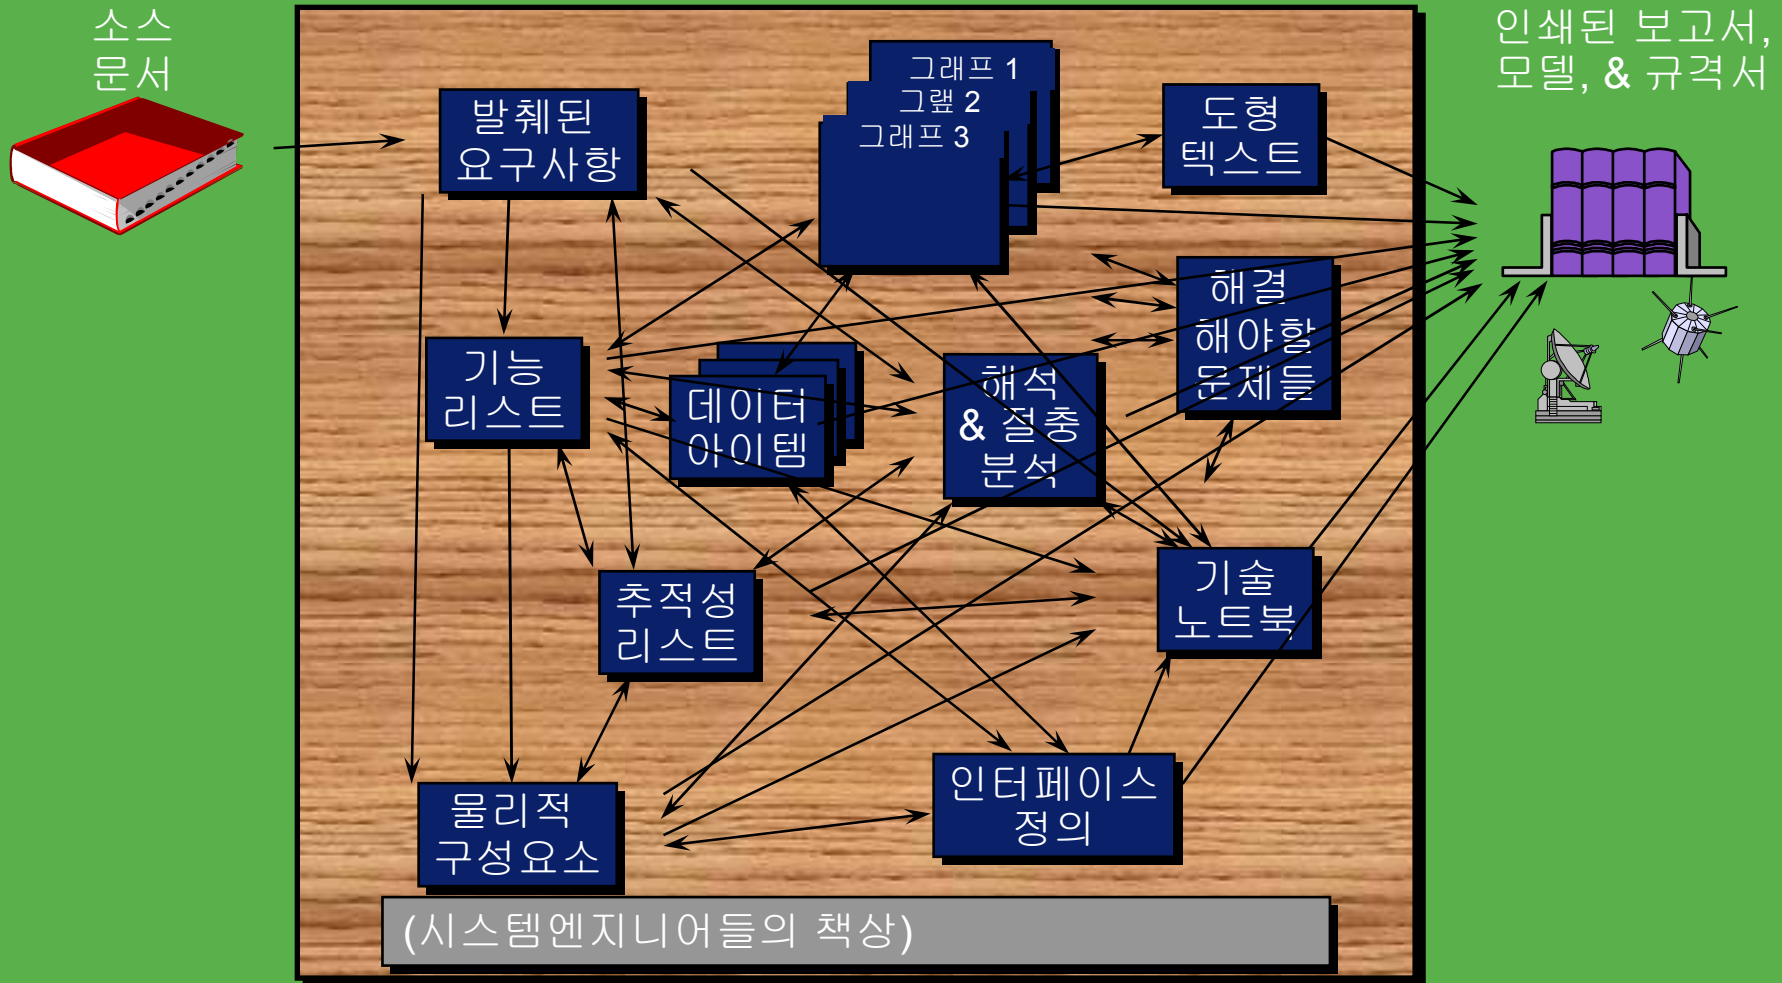 소스
문서
인쇄된 보고서,
모델, & 규격서
발췌된
요구사항
그래프 1
그랲 2
그래프 3
도형
텍스트
해결
해야할
문제들
기능
리스트
데이터
아이템
해석
& 절충
분석
추적성
리스트
기술
노트북
물리적
구성요소
인터페이스
정의
(시스템엔지니어들의 책상)